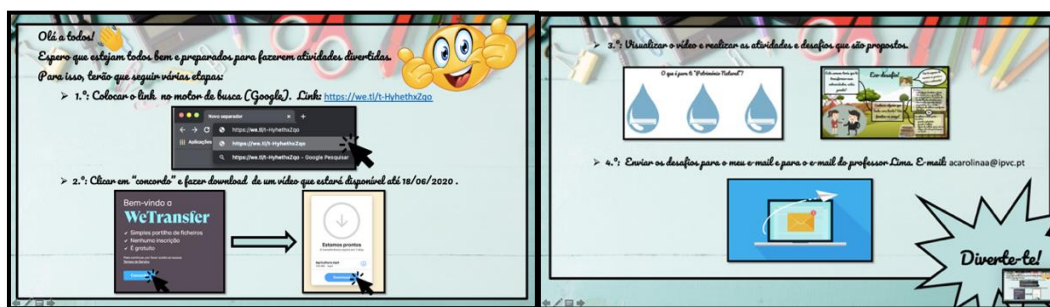 Olá a todos!
Espero que estejam todos bem e preparados para fazerem atividades divertidas.
Para isso, terão que seguir várias etapas:
➤ 1.º: Colocar o link no motor de busca (Google). Link: https://we.tl/t-HyhethxZqo
Novo separador
https://we.tl/t-HyhethxZqo
Aplicações
https://we.tl/t-HyhethxZqo
https://we.tl/t-HyhethxZqo - Google Pesquisar
➤ 2.º: Clicar em "concordo" e fazer download de um vídeo que estará disponível até 18/06/2020 .
Bem-vindo a
WeTransfer
✓ Simples partilha de ficheiros
✓ Nenhuma inscrição
✓ É gratuito
Estamos prontos
➤ 3.º: Visualizar o vídeo e realizar as atividades e desafios que são propostos.
O que é para ti "Património Natural"?
Eco-desafio!
➤ 4.º: Enviar os desafios para o meu e-mail e para o e-mail do professor Lima. E-mail: acarolinaa@ipvc.pt
Diverte-te!